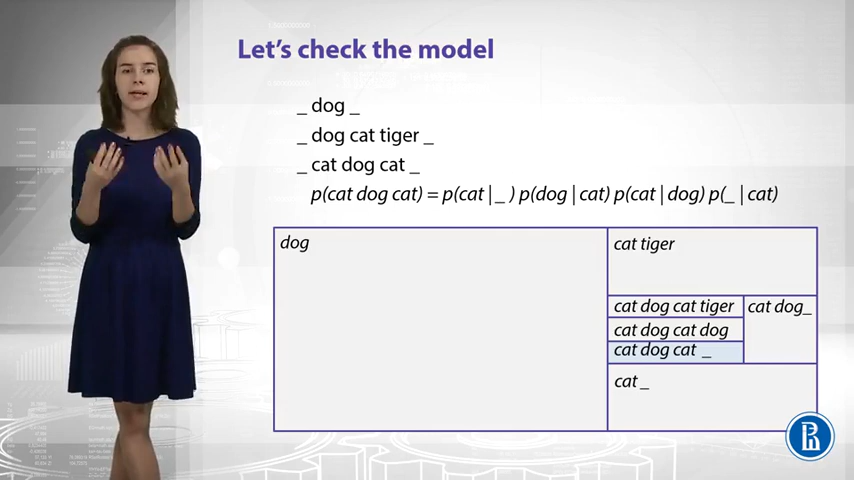 Let's check the model
_ dog _
_ dog cat tiger _
_ cat dog cat _
p(cat dog cat) = p(cat | _ ) p(dog | cat) p(cat | dog) p(_ | cat)
dog
cat tiger
cat dog cat tiger
cat dog_
cat dog cat dog
cat dog cat _
cat _